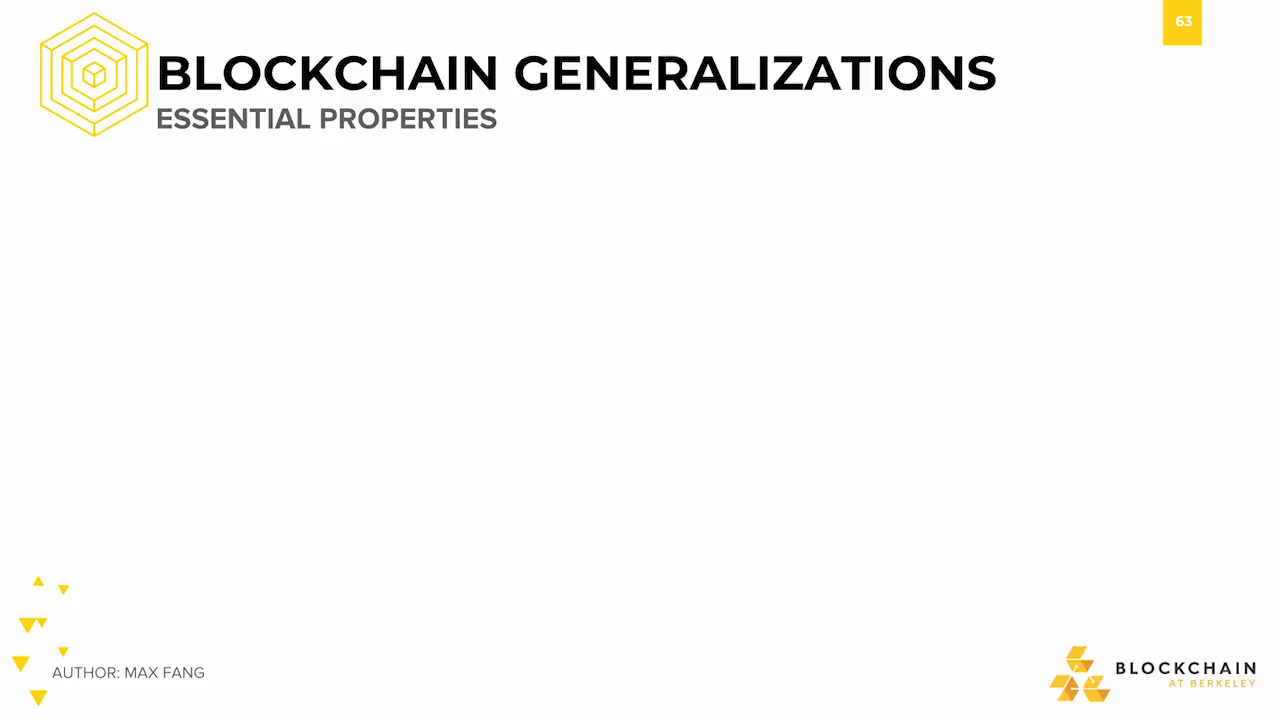 63
BLOCKCHAIN GENERALIZATIONS
ESSENTIAL PROPERTIES
AUTHOR: MAX FANG
BLOCKCHAIN
AT BERKELEY